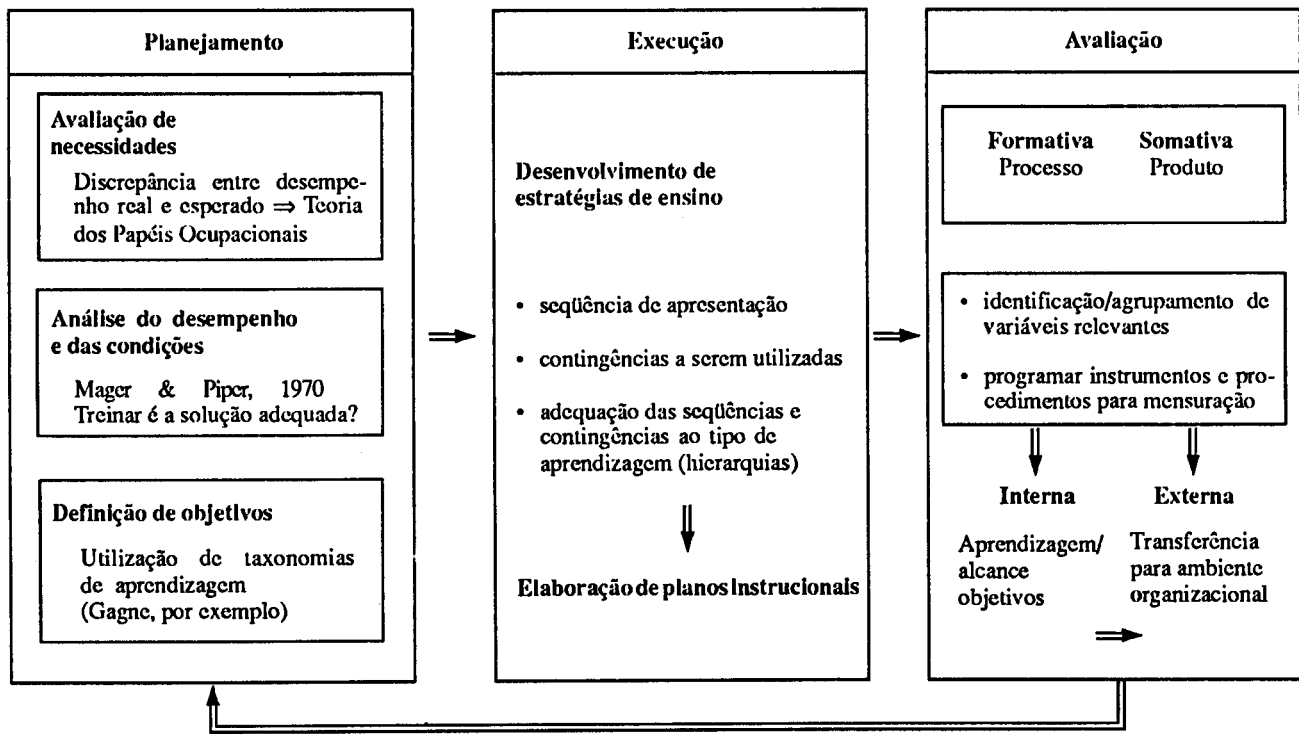 Planejamento
Avaliação de
necessidades
Discrepância entre desempe-
nho real e esperado ⇒ Teoria
dos Papéis Ocupacionais
Análise do desempenho
e das condições
Mager & Piper, 1970
Treinar é a solução adequada?
Definição de objetivos
Utilização de taxonomias
de aprendizagem
(Gagne, por exemplo)
Execução
Desenvolvimento de
estratégias de ensino
• seqüência de apresentação
• contingências a serem utilizadas
• adequação das seqüências e
contingências ao tipo de
aprendizagem (hierarquias)
Elaboração de planos Instrucionais
Avaliação
Formativa
Processo
Somativa
Produto
• identificação/agrupamento de
variáveis relevantes
• programar instrumentos e pro-
cedimentos para mensuração
Interna
Aprendizagem/
alcance
objetivos
Externa
Transferência
para ambiente
organizacional